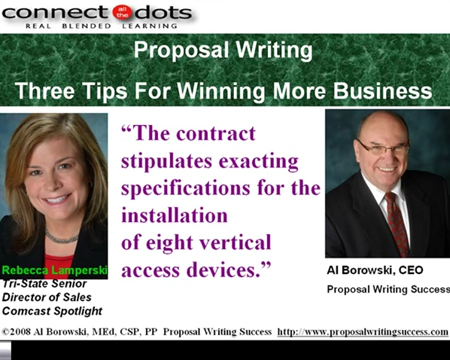 connect all the dots
REAL BLENDED LEARNING
Proposal Writing
Three Tips For Winning More Business
“The contract
stipulates exacting
specifications for the
installation
of eight vertical
access devices.”
Rebecca Lamperski
Tri-State Senior
Director of Sales
Comcast Spotlight
Al Borowski, CEO
Proposal Writing Success
©2008 Al Borowski, MEd, CSP, PP Proposal Writing Success http://www.proposalwritingsuccess.com